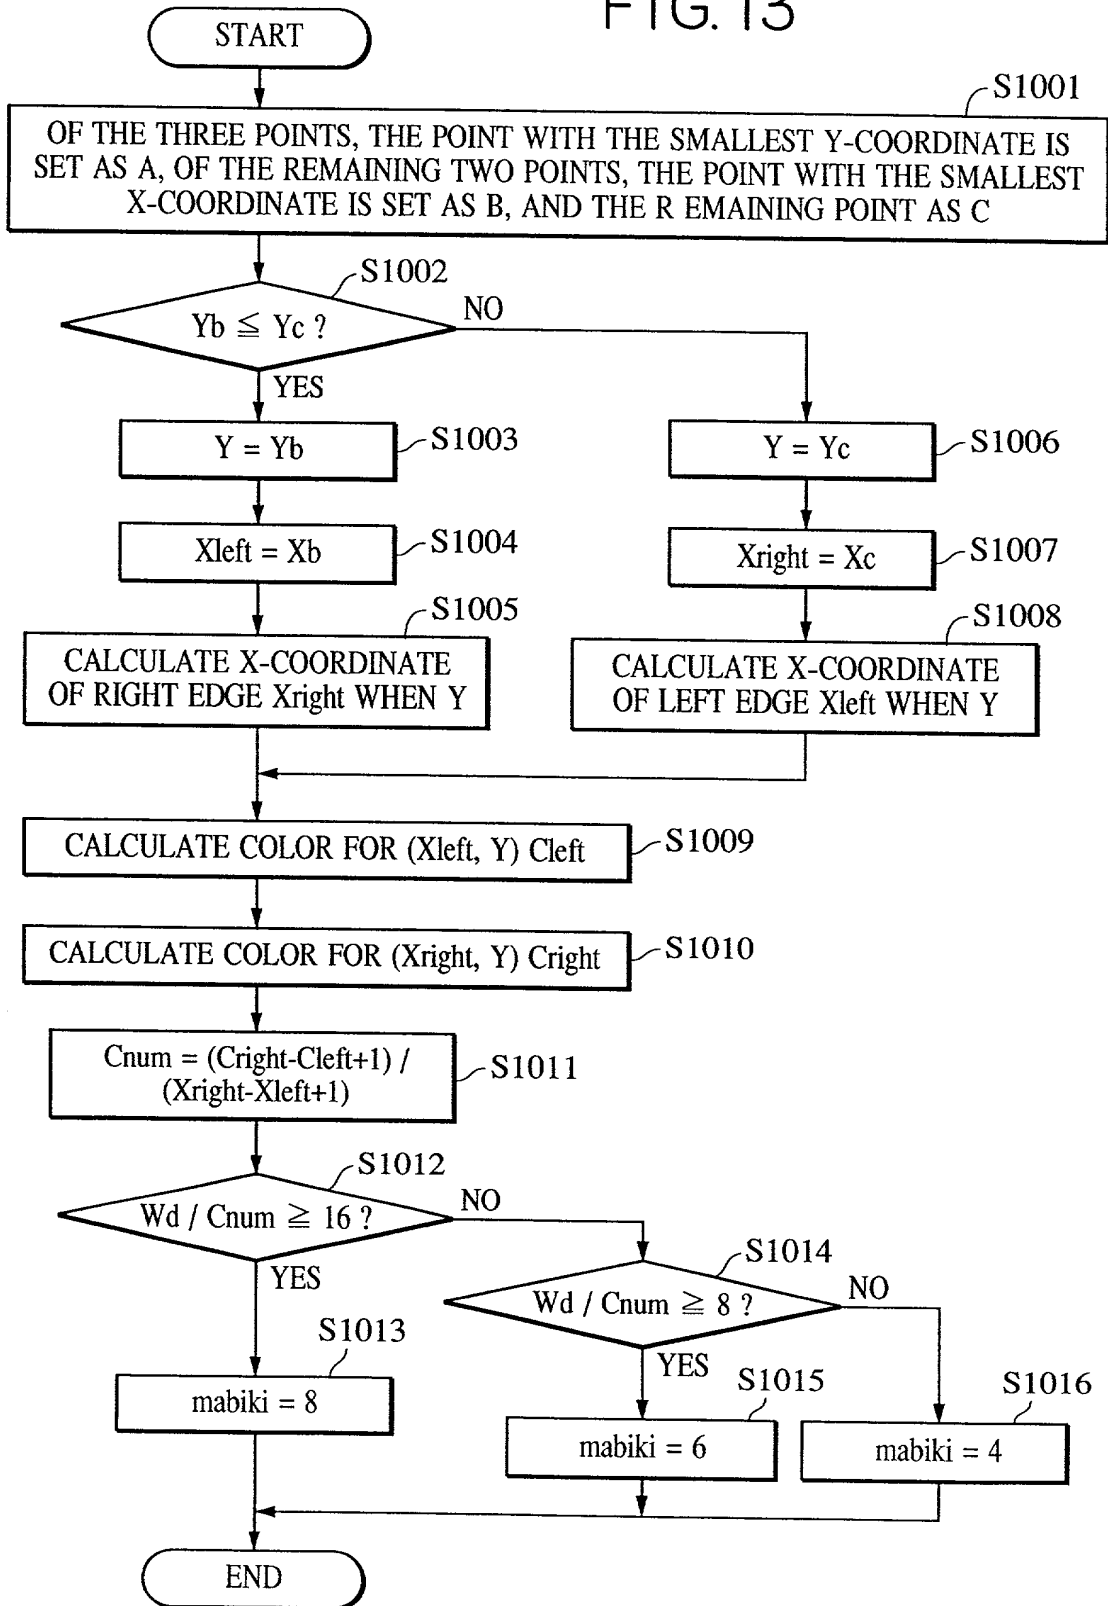 FIG. 13
START
S1001
OF THE THREE POINTS, THE POINT WITH THE SMALLEST Y-COORDINATE IS
SET AS A, OF THE REMAINING TWO POINTS, THE POINT WITH THE SMALLEST
X-COORDINATE IS SET AS B, AND THE R EMAINING POINT AS C
S1002
Yb ≦ Yc ?
NO
YES
Y = Yb
S1003
Y = Yc
S1006
Xleft = Xb
S1004
Xright = Xc
S1007
S1005
CALCULATE X-COORDINATE
OF RIGHT EDGE Xright WHEN Y
S1008
CALCULATE X-COORDINATE
OF LEFT EDGE Xleft WHEN Y
CALCULATE COLOR FOR (Xleft, Y) Cleft
S1009
CALCULATE COLOR FOR (Xright, Y) Cright
S1010
Cnum = (Cright-Cleft+1) /
(Xright-Xleft+1)
S1011
S1012
Wd / Cnum ≧ 16 ?
NO
YES
S1014
Wd / Cnum ≧ 8 ?
NO
YES
S1013
mabiki = 8
S1015
mabiki = 6
S1016
mabiki = 4
END